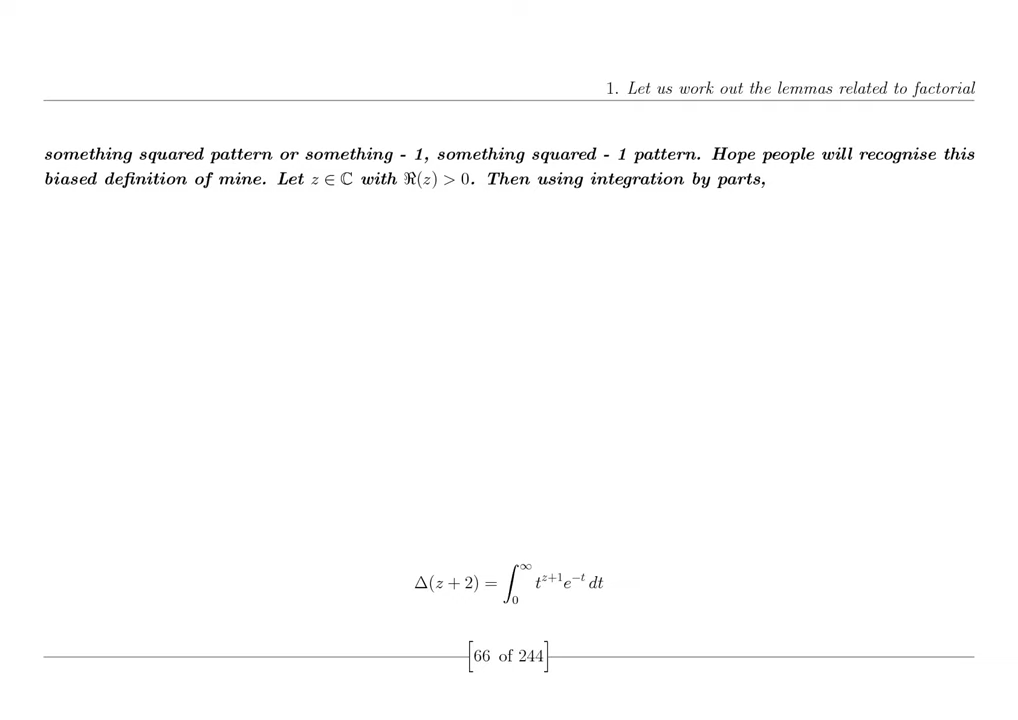 1. Let us work out the lemmas related to factorial
something squared pattern or something - 1, something squared - 1 pattern. Hope people will recognise this
biased definition of mine. Let z ∈ ℂ with ℜ(z) > 0. Then using integration by parts,
Δ(z + 2) = ∫₀^∞ t^{z+1} e^{−t} dt
[66 of 244]